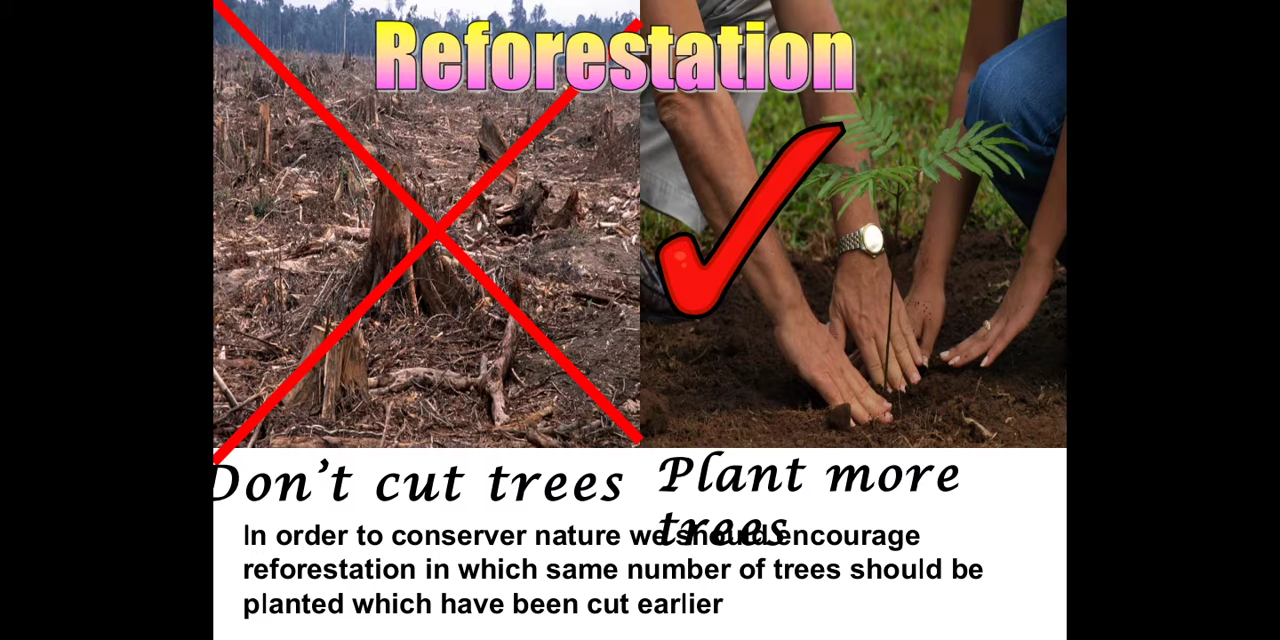 Reforestation
Don't cut trees
Plant more
trees
In order to conserver nature we should encourage
reforestation in which same number of trees should be
planted which have been cut earlier